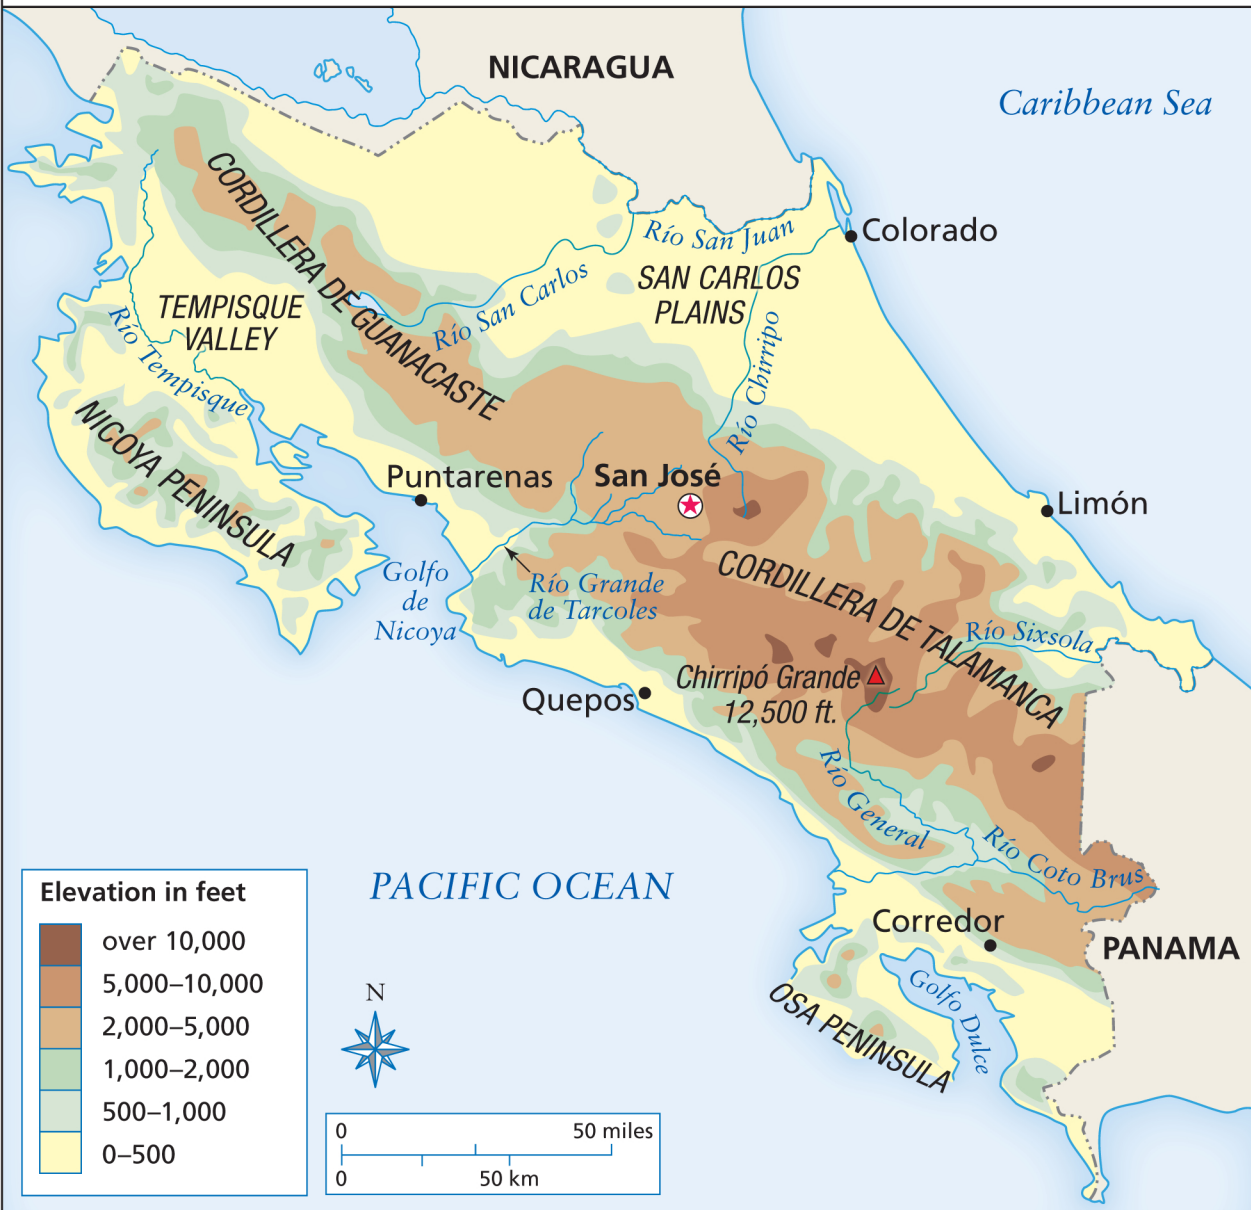 NICARAGUA
Caribbean Sea
CORDILLERA DE GUANACASTE
Río San Juan
Colorado
SAN CARLOS
PLAINS
Río San Carlos
TEMPISQUE
VALLEY
Río Tempisque
Río Chirripo
NICOYA PENINSULA
Puntarenas
San José
Limón
Golfo
de
Nicoya
Río Grande
de Tarcoles
CORDILLERA DE TALAMANCA
Río Sixsola
Chirripó Grande
12,500 ft.
Quepos
Río General
Río Coto Brus
PACIFIC OCEAN
Corredor
PANAMA
OSA PENINSULA
Golfo Dulce
Elevation in feet
over 10,000
5,000–10,000
2,000–5,000
1,000–2,000
500–1,000
0–500
N
0 50 miles
0 50 km